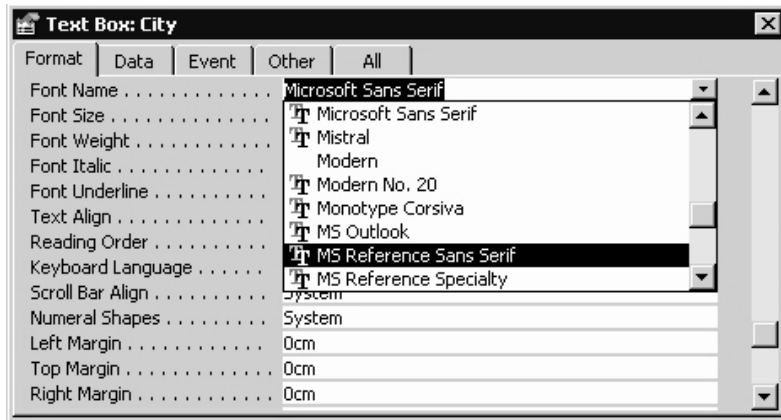 Text Box: City
Format Data Event Other All
Font Name . . . . . . . . . . . . . Microsoft Sans Serif
Font Size . . . . . . . . . . . . . . Microsoft Sans Serif
Font Weight . . . . . . . . . . . . Mistral
Font Italic . . . . . . . . . . . . . Modern
Font Underline . . . . . . . . . . Modern No. 20
Text Align . . . . . . . . . . . . . Monotype Corsiva
Reading Order . . . . . . . . . . MS Outlook
Keyboard Language . . . . . . MS Reference Sans Serif
MS Reference Specialty
Scroll Bar Align . . . . . . . . . System
Numeral Shapes . . . . . . . . . System
Left Margin . . . . . . . . . . . . 0cm
Top Margin . . . . . . . . . . . . . 0cm
Right Margin . . . . . . . . . . . 0cm